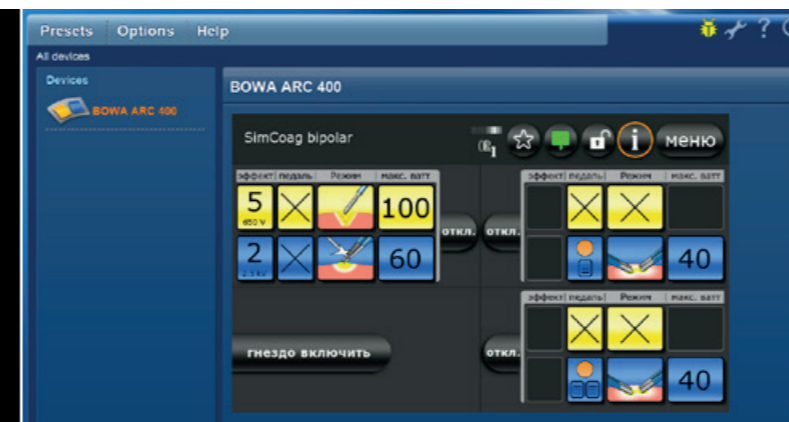 Presets Options Help
All devices
Devices
BOWA ARC 400
BOWA ARC 400
SimCoag bipolar
1
i
меню
эффект педаль Режим макс. ватт
5
650 V
100
2
60
откл.
эффект педаль Режим макс. ватт
откл.
40
гнездо включить
эффект педаль Режим макс. ватт
откл.
40